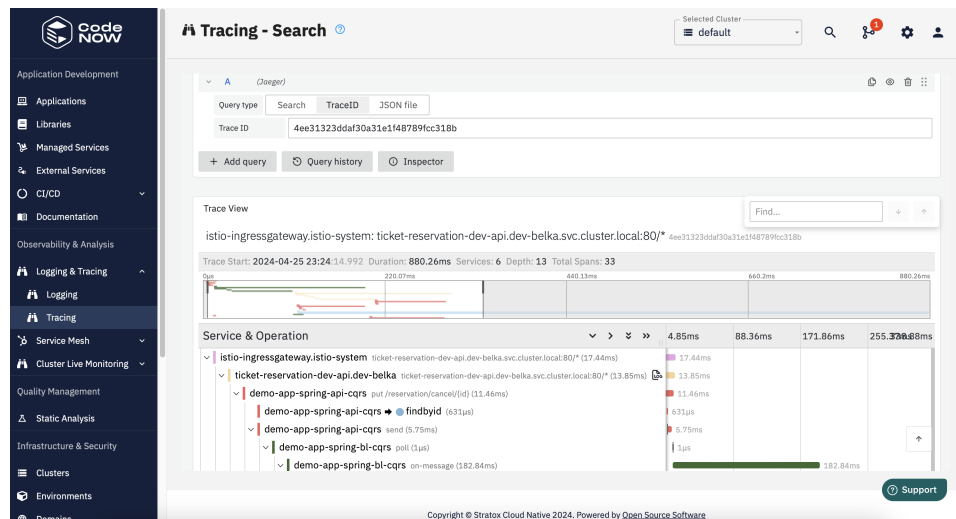 Code
NOW
Tracing - Search
Selected Cluster
default
1
Application Development
Applications
Libraries
Managed Services
External Services
CI/CD
Documentation
Observability & Analysis
Logging & Tracing
Logging
Tracing
Service Mesh
Cluster Live Monitoring
Quality Management
Static Analysis
Infrastructure & Security
Clusters
Environments
Domains
A (Jaeger)
Query type Search TraceID JSON file
Trace ID 4ee31323ddaf30a31e1f48789fcc318b
+ Add query Query history Inspector
Trace View
Find...
istio-ingressgateway.istio-system: ticket-reservation-dev-api.dev-belka.svc.cluster.local:80/* 4ee31323ddaf30a31e1f48789fcc318b
Trace Start: 2024-04-25 23:24:14.992 Duration: 880.26ms Services: 6 Depth: 13 Total Spans: 33
0μs 220.07ms 440.13ms 660.2ms 880.26ms
Service & Operation 4.85ms 88.36ms 171.86ms 255.3 88ms
istio-ingressgateway.istio-system ticket-reservation-dev-api.dev-belka.svc.cluster.local:80/* (17.44ms) 17.44ms
ticket-reservation-dev-api.dev-belka ticket-reservation-dev-api.dev-belka.svc.cluster.local:80/* (13.85ms) 13.85ms
demo-app-spring-api-cqrs put /reservation/cancel/{id} (11.46ms) 11.46ms
demo-app-spring-api-cqrs findbyid (631μs) 631μs
demo-app-spring-api-cqrs send (5.75ms) 5.75ms
demo-app-spring-bl-cqrs poll (1μs) 1μs
demo-app-spring-bl-cqrs on-message (182.84ms) 182.84ms
Support
Copyright © Stratox Cloud Native 2024. Powered by Open Source Software